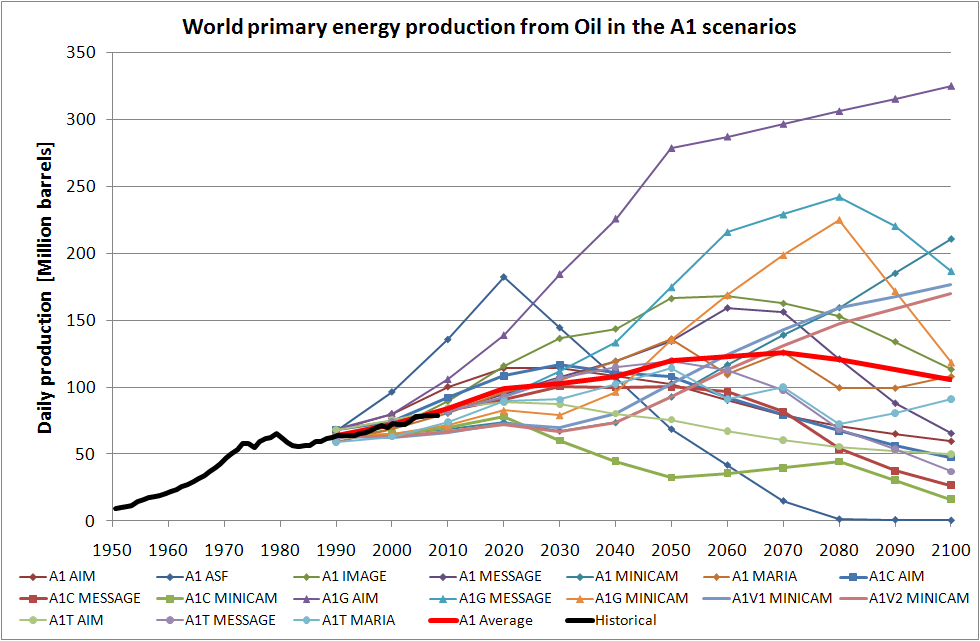 World primary energy production from Oil in the A1 scenarios
Daily production [Million barrels]
350
300
250
200
150
100
50
0
1950 1960 1970 1980 1990 2000 2010 2020 2030 2040 2050 2060 2070 2080 2090 2100
A1 AIM A1 ASF A1 IMAGE A1 MESSAGE A1 MINICAM A1 MARIA A1C AIM
A1C MESSAGE A1C MINICAM A1G AIM A1G MESSAGE A1G MINICAM A1V1 MINICAM A1V2 MINICAM
A1T AIM A1T MESSAGE A1T MARIA A1 Average Historical